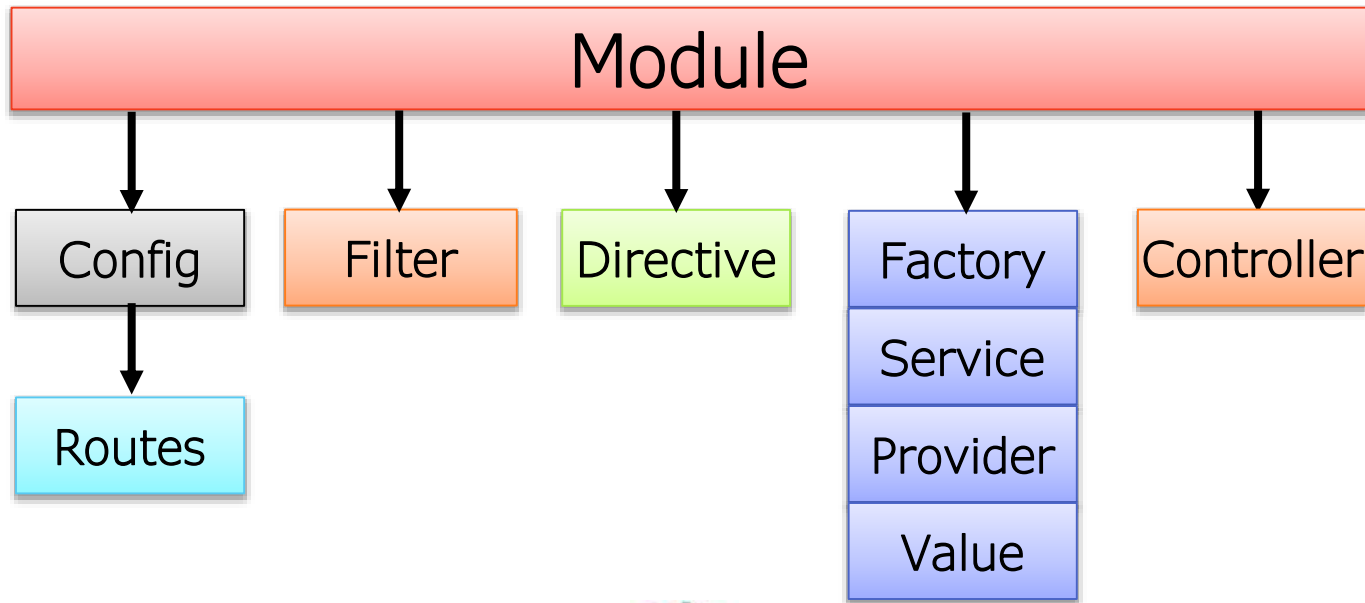 Module
Config
Filter
Directive
Factory
Controller
Service
Routes
Provider
Value